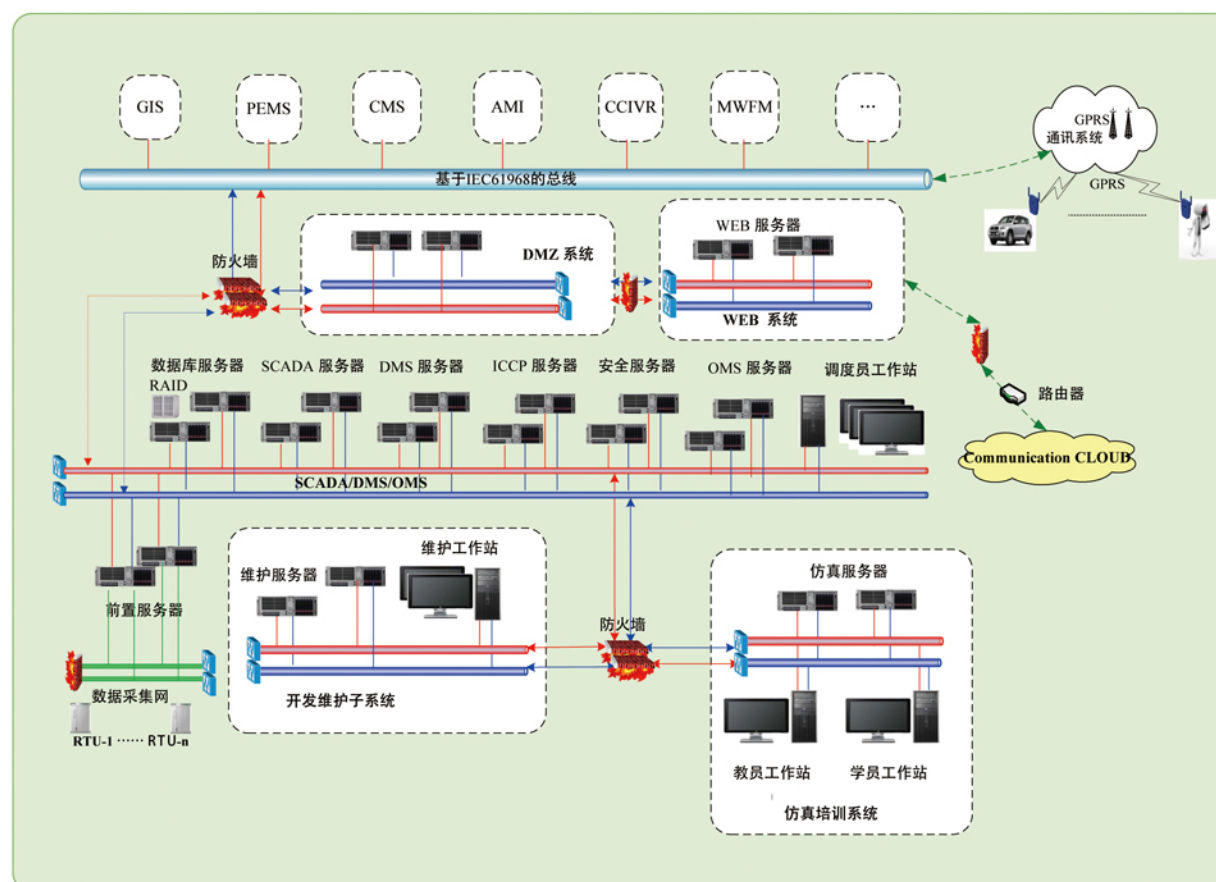 GIS
PEMS
CMS
AMI
CCIVR
MWFM
…
GPRS
通讯系统
GPRS
基于IEC61968的总线
防火墙
DMZ 系统
WEB 服务器
WEB 系统
数据库服务器
RAID
SCADA 服务器
DMS 服务器
ICCP 服务器
安全服务器
OMS 服务器
调度员工作站
路由器
Communication CLOUB
SCADA/DMS/OMS
前置服务器
维护服务器
维护工作站
开发维护子系统
防火墙
仿真服务器
数据采集网
RTU-1 …… RTU-n
教员工作站
学员工作站
仿真培训系统